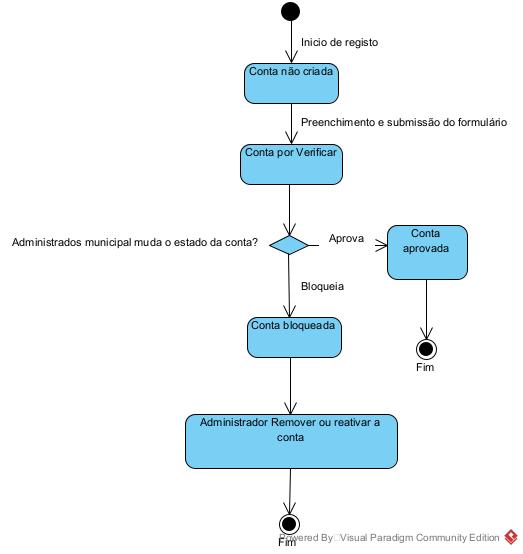 Inicio de registo
Conta não criada
Preenchimento e submissão do formulário
Conta por Verificar
Administrados municipal muda o estado da conta?
Aprova
Conta
aprovada
Bloqueia
Conta bloqueada
Fim
Administrador Remover ou reativar a
conta
Fim
Powered By Visual Paradigm Community Edition